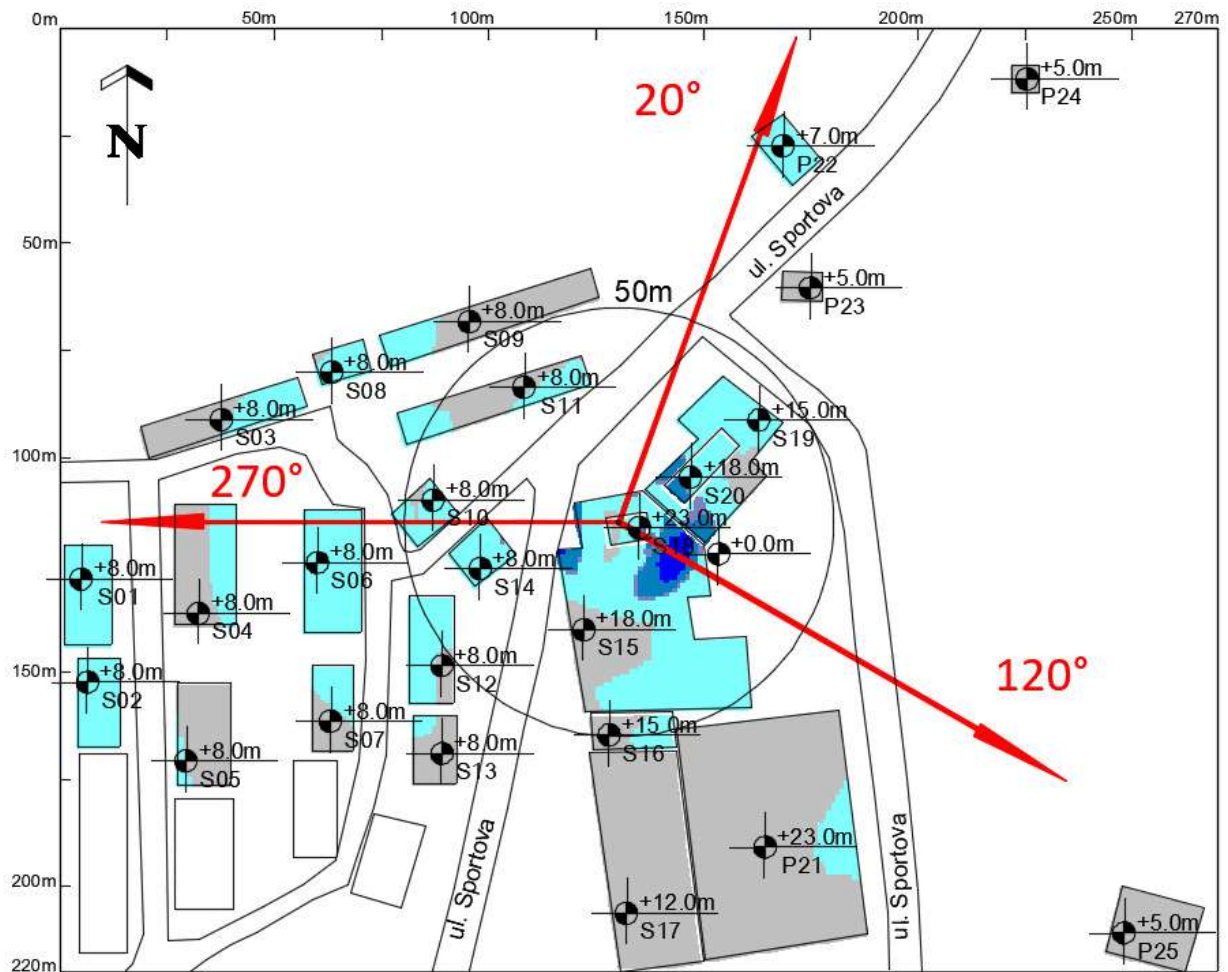 0m
50m
100m
150m
200m
250m
270m
20°
+5.0m
P24
N
+7.0m
P22
ul. Sportova
50m
50m
+5.0m
P23
+8.0m
S09
+8.0m
S08
+8.0m
S11
+8.0m
S03
+15.0m
S19
100m
270°
+18.0m
S20
+8.0m
S10
+23.0m
S18
+0.0m
+8.0m
S01
+8.0m
S06
+8.0m
S14
+8.0m
S04
+18.0m
S15
120°
150m
+8.0m
S02
+8.0m
S12
+8.0m
S07
+15.0m
S16
+8.0m
S05
+8.0m
S13
+23.0m
P21
ul. Sportova
ul. Sportova
200m
+12.0m
S17
+5.0m
P25
220m